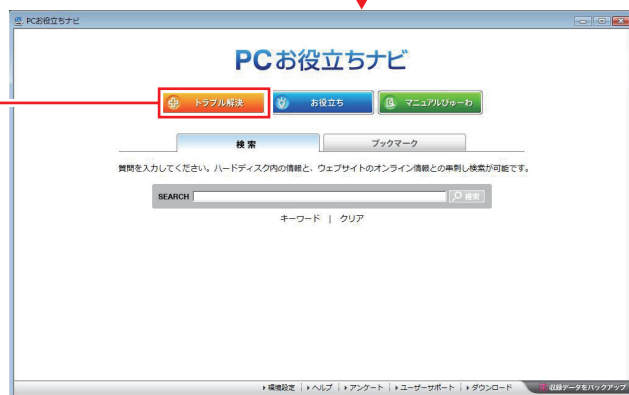 PCお役立ちナビ
PCお役立ちナビ
トラブル解決 お役立ち マニュアルびゅーわ
検索 ブックマーク
質問を入力してください。ハードディスク内の情報と、ウェブサイトのオンライン情報との串刺し検索が可能です。
SEARCH 検索
キーワード | クリア
環境設定 | ヘルプ | アンケート | ユーザーサポート | ダウンロード 収録データをバックアップ